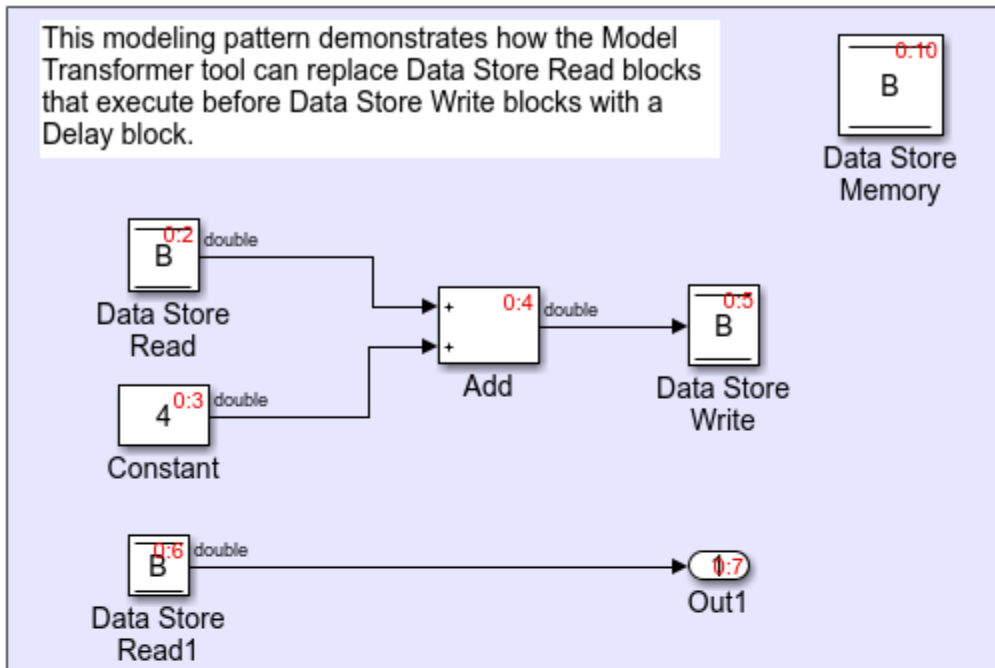 This modeling pattern demonstrates how the Model
Transformer tool can replace Data Store Read blocks
that execute before Data Store Write blocks with a
Delay block.
0:10
B
Data Store
Memory
0:2
B
double
Data Store
Read
0:4
+
+
double
Add
0:5
B
Data Store
Write
0:3
4
double
Constant
0:6
B
double
Data Store
Read1
0:7
1
Out1